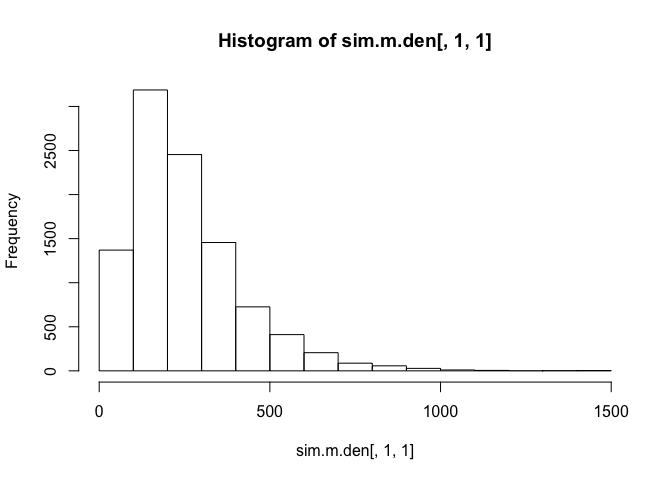 Histogram of sim.m.den[, 1, 1]
Frequency
2500
1500
500
0
0 500 1000 1500
sim.m.den[, 1, 1]